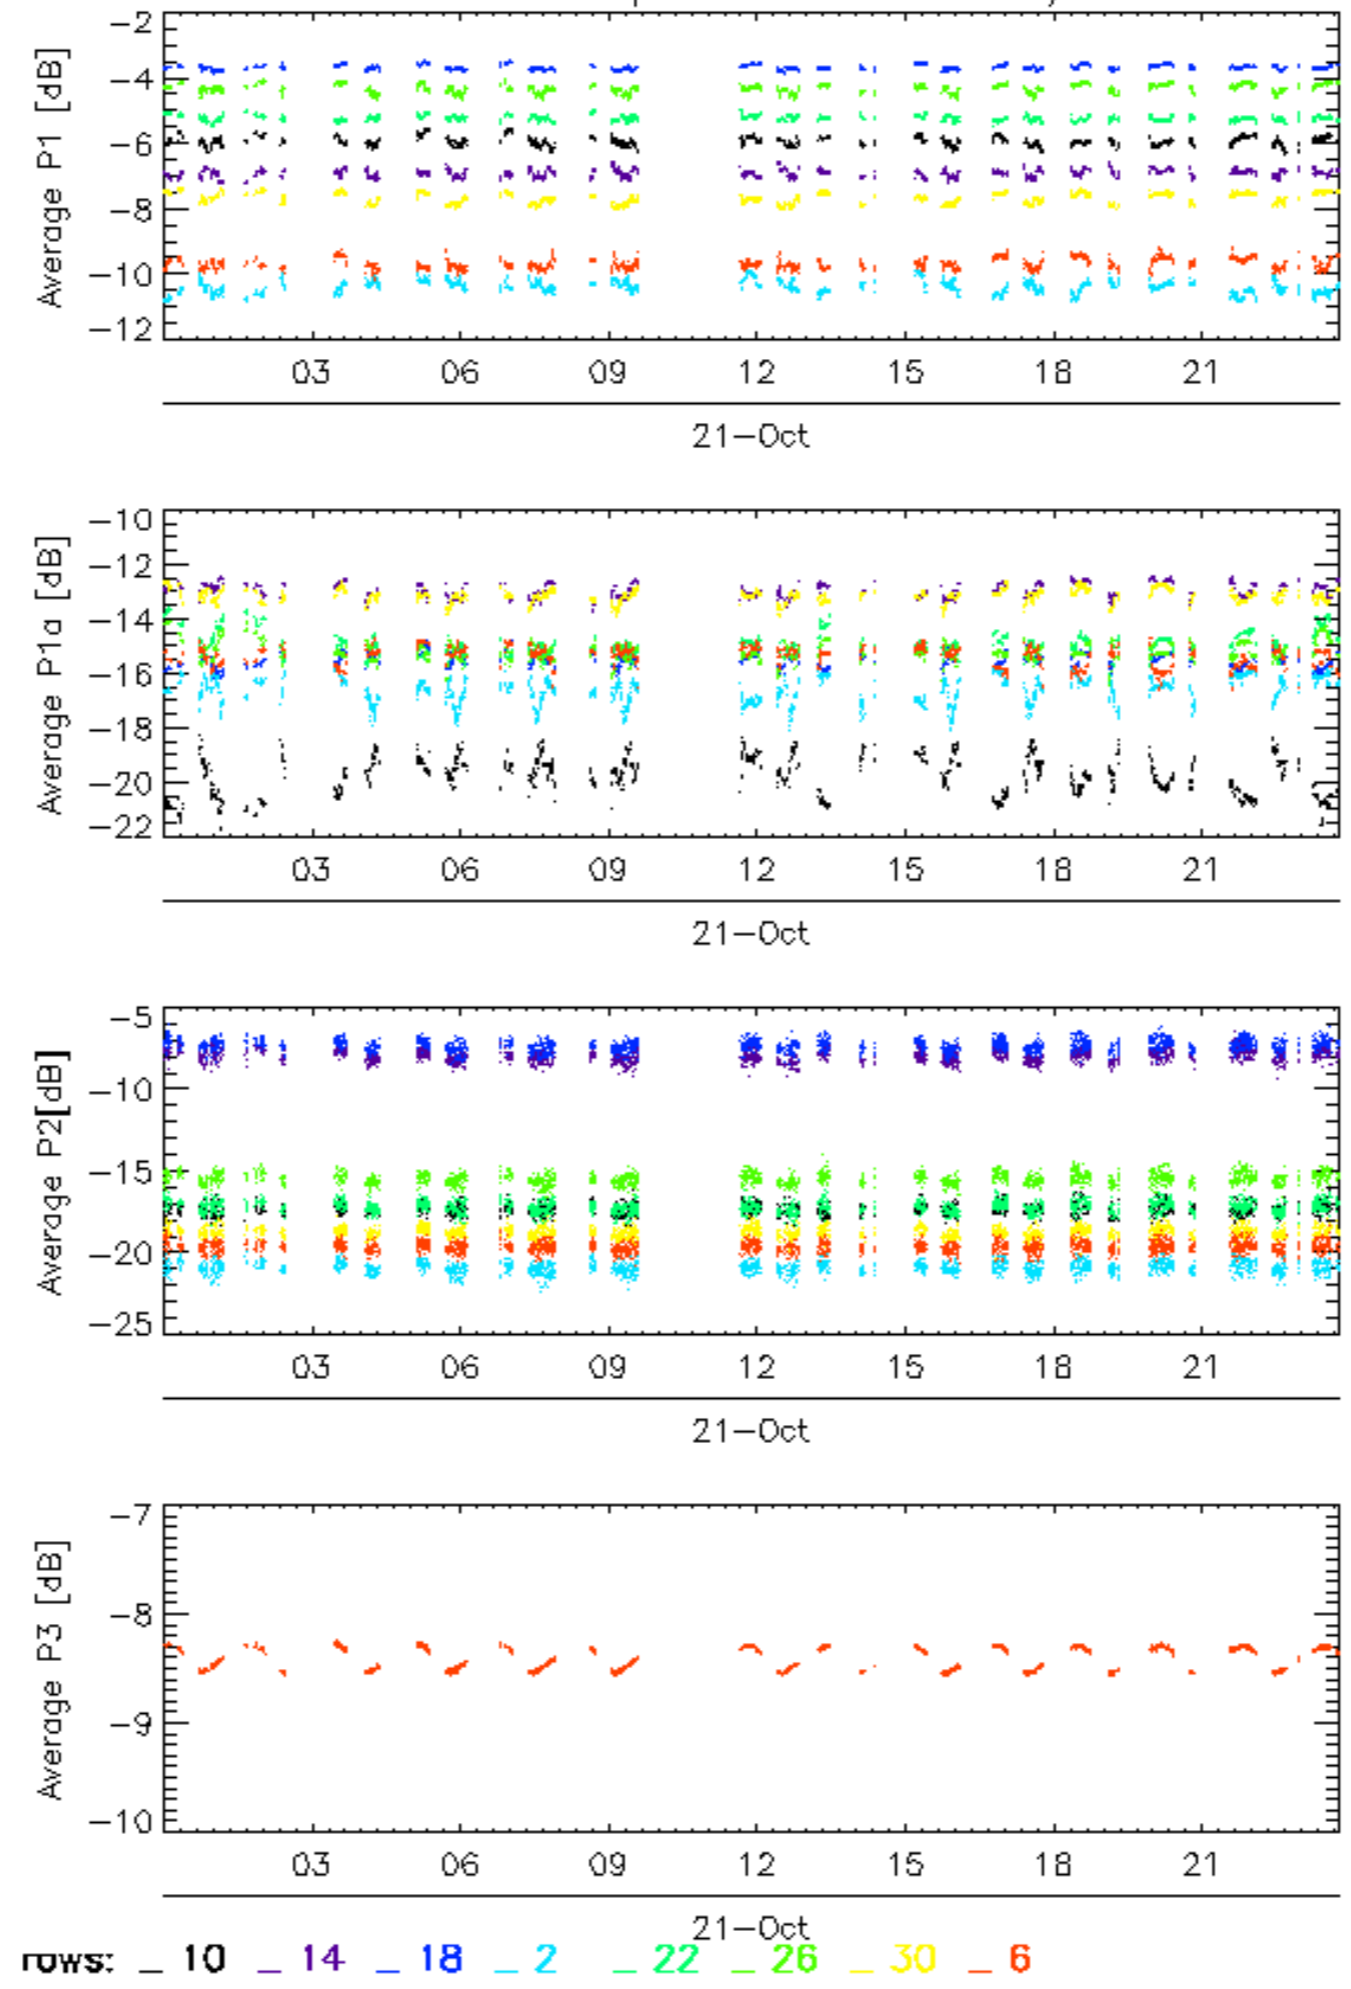 −2
−4
−6
−8
−10
−12
Average P1 [dB]
03 06 09 12 15 18 21
21−Oct
−10
−12
−14
−16
−18
−20
−22
Average P1a [dB]
03 06 09 12 15 18 21
21−Oct
−5
−10
−15
−20
−25
Average P2[dB]
03 06 09 12 15 18 21
21−Oct
−7
−8
−9
−10
Average P3 [dB]
03 06 09 12 15 18 21
21−Oct
rows: _ 10 _ 14 _ 18 _ 2 _ 22 _ 26 _ 30 _ 6